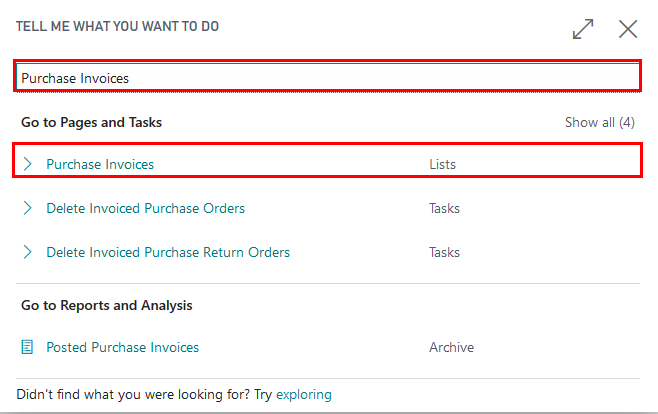 TELL ME WHAT YOU WANT TO DO
Purchase Invoices
Go to Pages and Tasks Show all (4)
Purchase Invoices Lists
Delete Invoiced Purchase Orders Tasks
Delete Invoiced Purchase Return Orders Tasks
Go to Reports and Analysis
Posted Purchase Invoices Archive
Didn't find what you were looking for? Try exploring